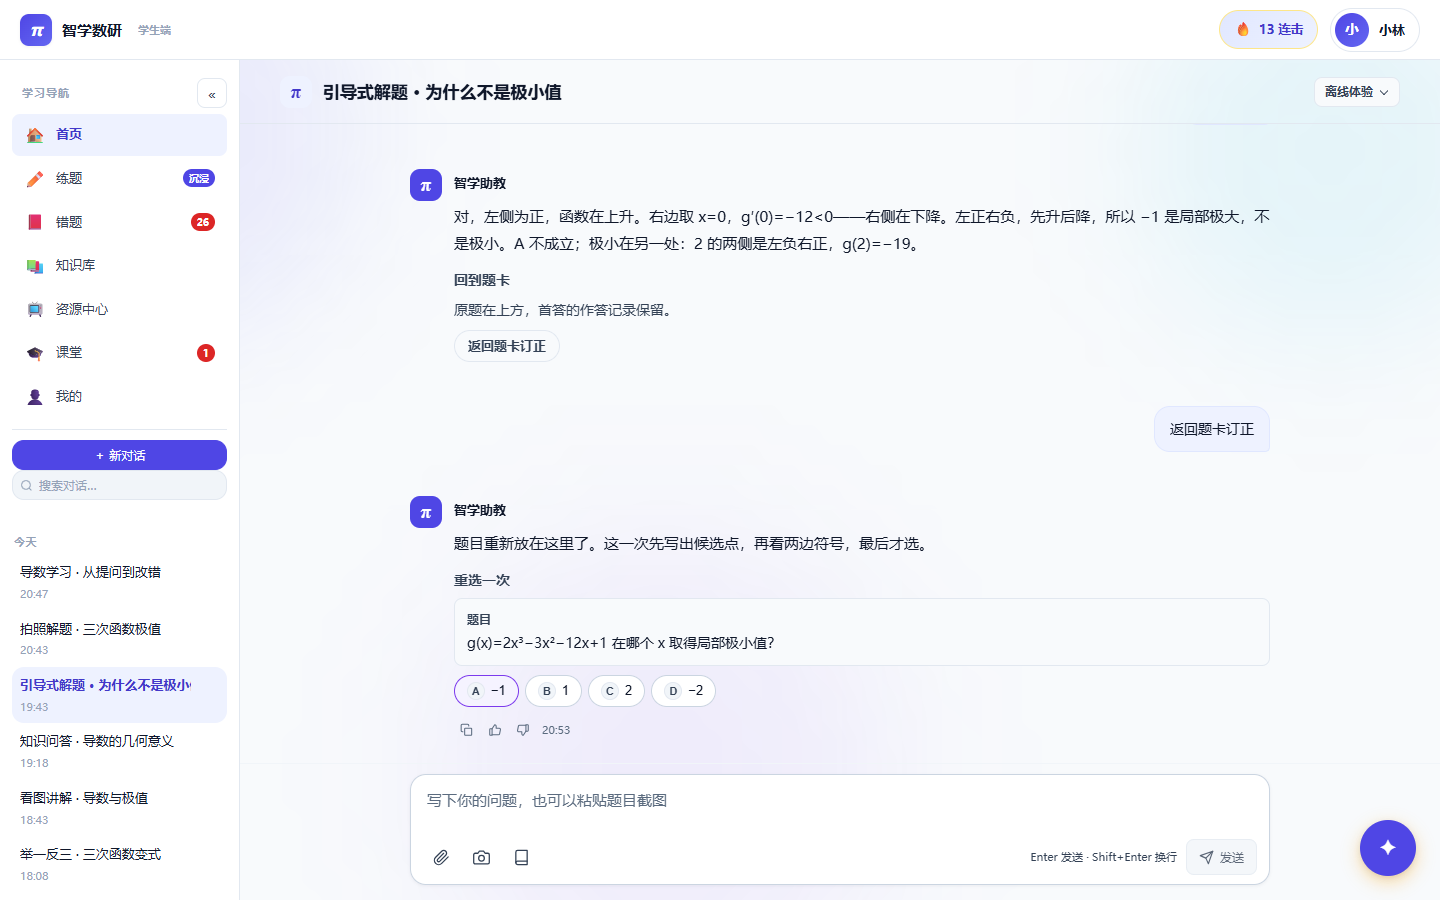 π 智学数研 学生端
🔥 13 连击
小 小林
学习导航 «
首页
练题 沉浸
错题 26
知识库
资源中心
课堂 1
我的
+ 新对话
搜索对话...
今天
导数学习 · 从提问到改错
20:47
拍照解题 · 三次函数极值
20:43
引导式解题 • 为什么不是极小
19:43
知识问答 · 导数的几何意义
19:18
看图讲解 · 导数与极值
18:43
举一反三 · 三次函数变式
18:08
π 引导式解题 • 为什么不是极小值
离线体验
π 智学助教
对，左侧为正，函数在上升。右边取 x=0，g′(0)=−12<0——右侧在下降。左正右负，先升后降，所以 −1 是局部极大，不
是极小。A 不成立；极小在另一处：2 的两侧是左负右正，g(2)=−19。
回到题卡
原题在上方，首答的作答记录保留。
返回题卡订正
返回题卡订正
π 智学助教
题目重新放在这里了。这一次先写出候选点，再看两边符号，最后才选。
重选一次
题目
g(x)=2x³−3x²−12x+1 在哪个 x 取得局部极小值？
A −1 B 1 C 2 D −2
20:53
写下你的问题，也可以粘贴题目截图
Enter 发送 · Shift+Enter 换行 发送